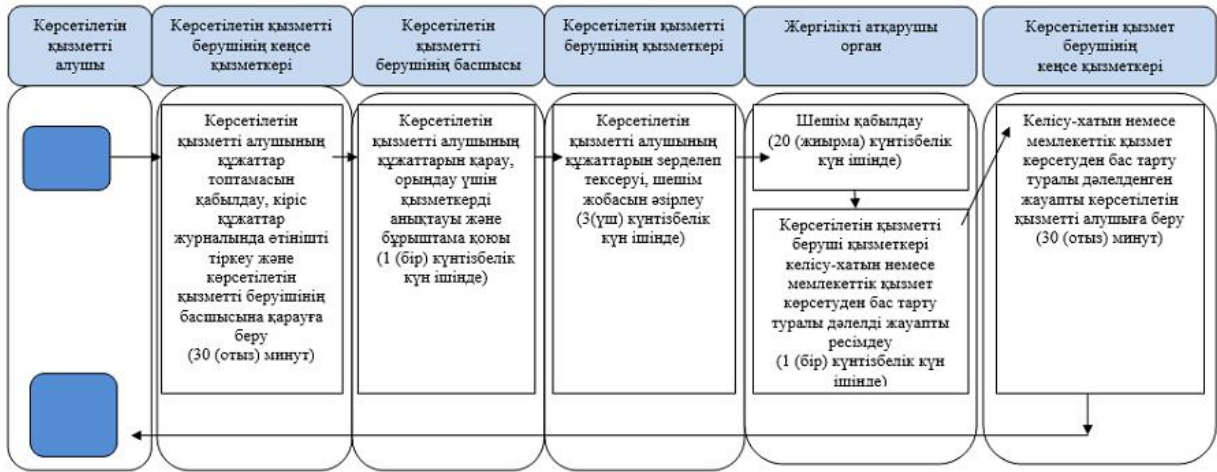 Көрсетілетін
қызметті
алушы
Көрсетілетін қызметті
берушінің кеңсе
қызметкері
Көрсетілетін
қызметті
берушінің басшысы
Көрсетілетін қызметті
берушінің қызметкері
Жергілікті атқарушы
орган
Көрсетілетін қызмет
берушінің
кеңсе қызметкері
Көрсетілетін
қызметті алушының
құжаттар
топтамасын
қабылдау, кіріс
құжаттар
журналында өтінішті
тіркеу және
көрсетілетін
қызметті беруішінің
басшысына қарауға
беру
(30 (отыз) минут)
Көрсетілетін
қызметті алушының
құжаттарын қарау,
орындау үшін
қызметкерді
анықтауы және
бұрыштама қоюы
(1 (бір) күнтізбелік
күн ішінде)
Көрсетілетін
қызметті алушының
құжаттарын зерделеп
тексеруі, шешім
жобасын әзірлеу
(3(үш) күнтізбелік
күн ішінде)
Шешім қабылдау
(20 (жиырма) күнтізбелік
күн ішінде)
Көрсетілетін қызметті
беруші қызметкері
келісу-хатын немесе
мемлекеттік қызмет
көрсетуден бас тарту
туралы дәлелді жауапты
ресімдеу
(1 (бір) күнтізбелік күн
ішінде)
Келісу-хатын немесе
мемлекеттік қызмет
көрсетуден бас тарту
туралы дәлелденген
жауапты көрсетілетін
қызметті алушыға беру
(30 (отыз) минут)